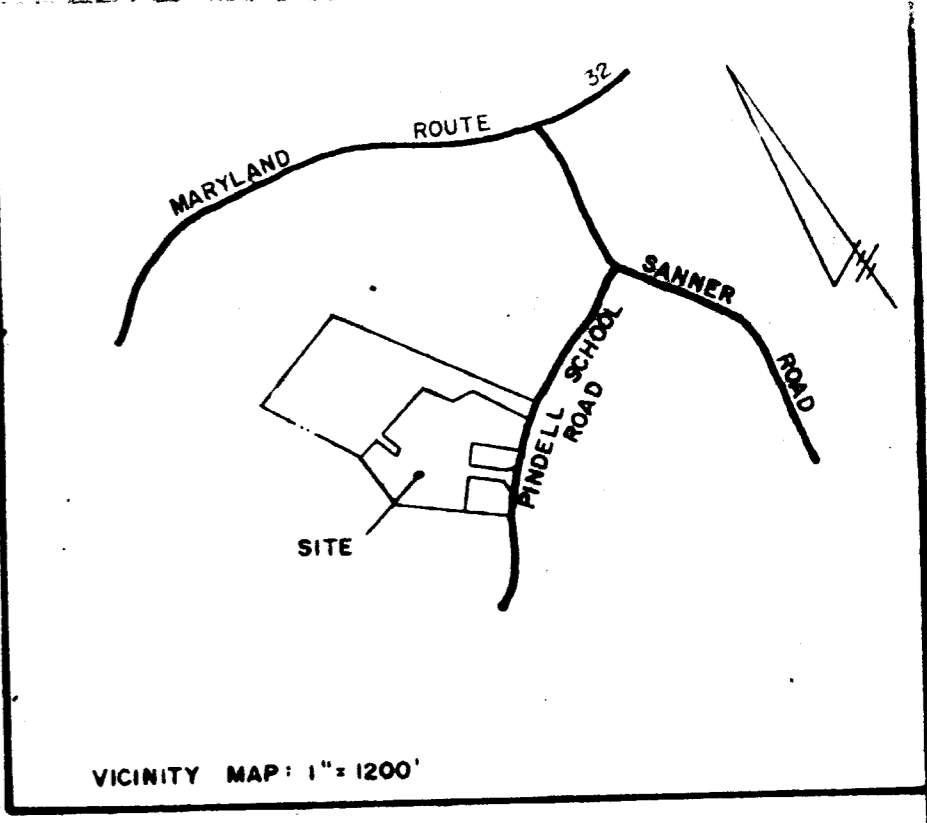 MARYLAND ROUTE 32
SANNER ROAD
PINDELL SCHOOL ROAD
SITE
VICINITY MAP: 1" = 1200'